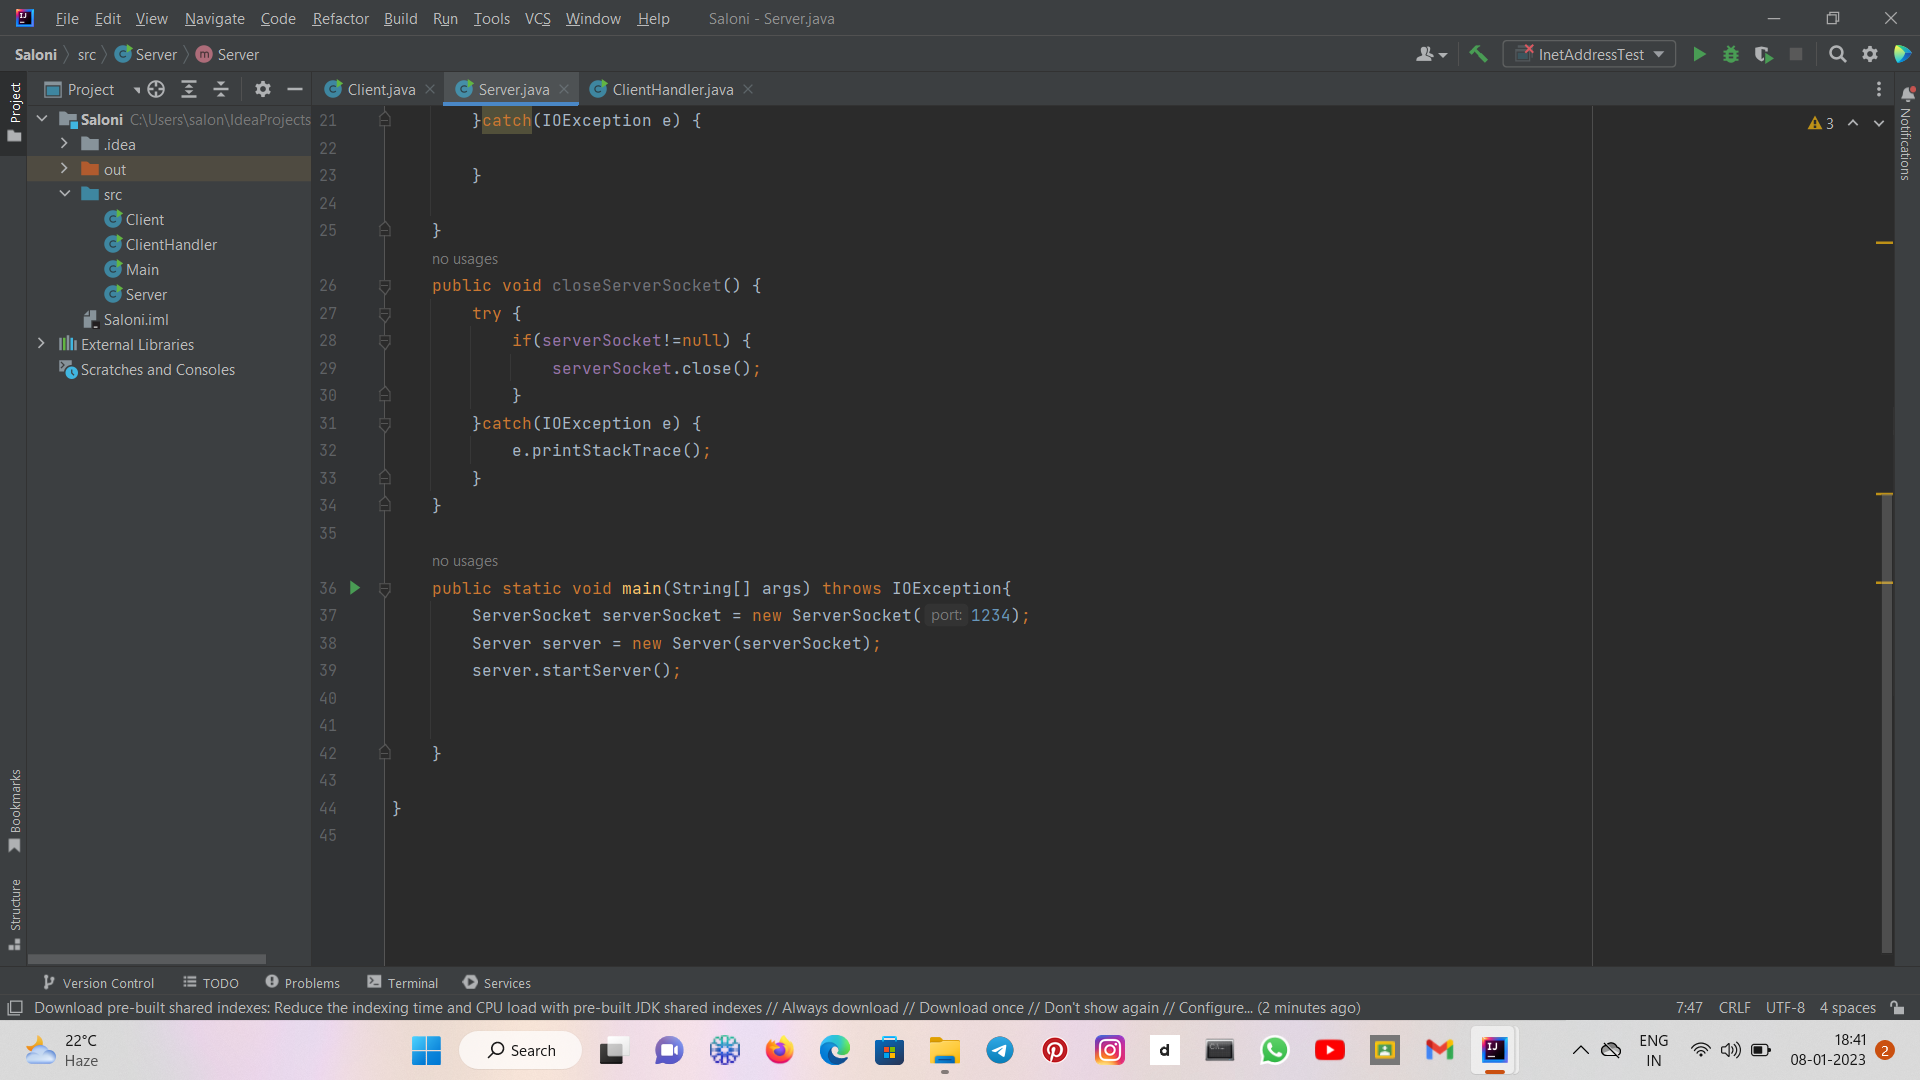 File Edit View Navigate Code Refactor Build Run Tools VCS Window Help Saloni - Server.java
Saloni src Server m Server InetAddressTest
Project Client.java Server.java ClientHandler.java
Project
Notifications
Bookmarks
Structure
Saloni C:\Users\salon\IdeaProjects
.idea
out
src
Client
ClientHandler
Main
Server
Saloni.iml
External Libraries
Scratches and Consoles
3
21 }catch(IOException e) {
22
23 }
24
25 }
no usages
26 public void closeServerSocket() {
27 try {
28 if(serverSocket!=null) {
29 serverSocket.close();
30 }
31 }catch(IOException e) {
32 e.printStackTrace();
33 }
34 }
35
no usages
36 public static void main(String[] args) throws IOException{
37 ServerSocket serverSocket = new ServerSocket( port: 1234);
38 Server server = new Server(serverSocket);
39 server.startServer();
40
41
42 }
43
44 }
45
Version Control TODO Problems Terminal Services
Download pre-built shared indexes: Reduce the indexing time and CPU load with pre-built JDK shared indexes // Always download // Download once // Don't show again // Configure... (2 minutes ago) 7:47 CRLF UTF-8 4 spaces
22°C
Haze
Search
d
IJ
ENG
IN
18:41
08-01-2023
2